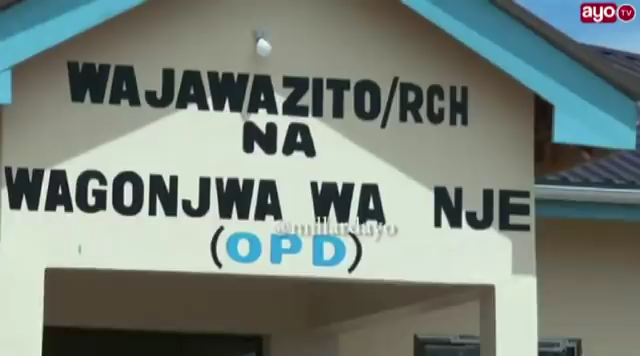 ayo TV
WAJAWAZITO/RCH
NA
WAGONJWA WA NJE
@millardayo
(OPD)